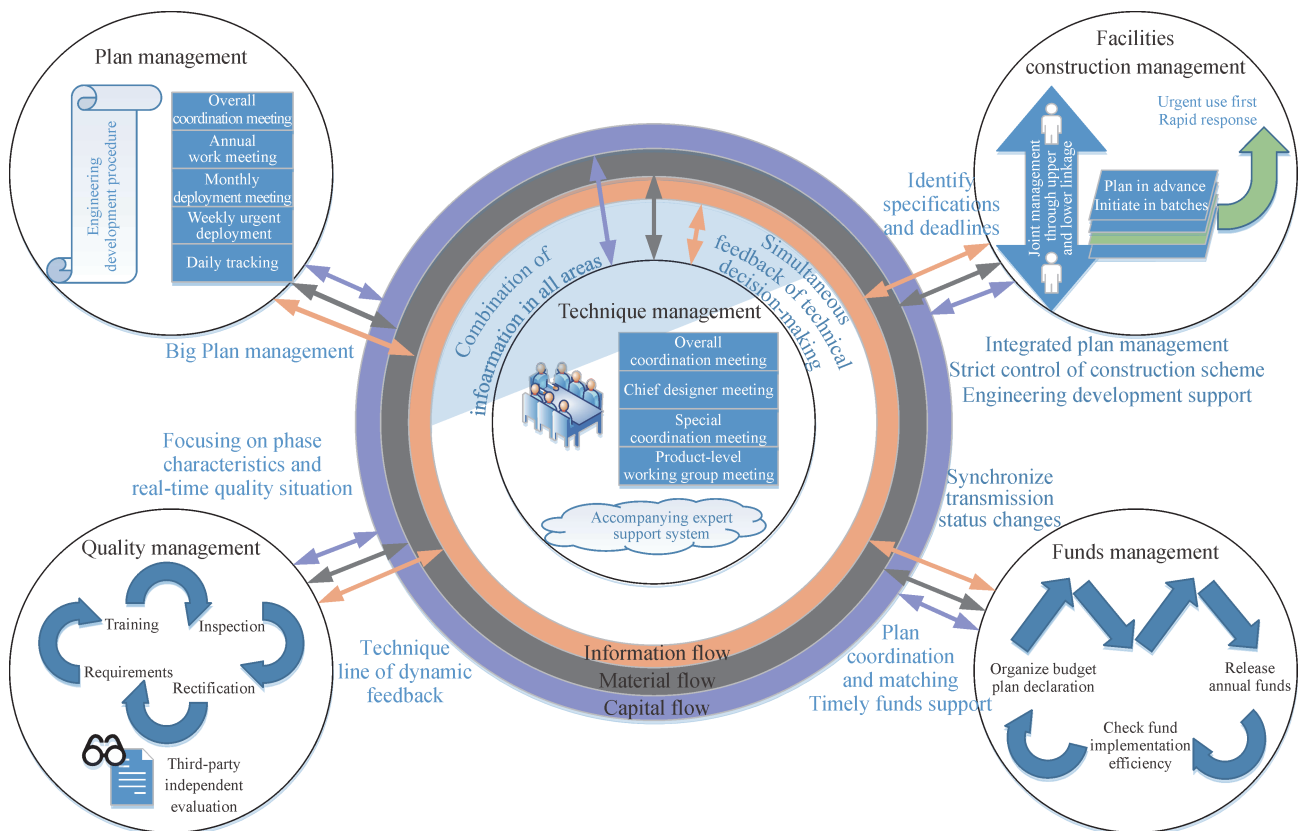 Plan management
Engineering
development procedure
Overall
coordination meeting
Annual
work meeting
Monthly
deployment meeting
Weekly urgent
deployment
Daily tracking
Big Plan management
Facilities
construction management
Joint management
through upper
and lower linkage
Urgent use first
Rapid response
Plan in advance
Initiate in batches
Identify
specifications
and deadlines
Integrated plan management
Strict control of construction scheme
Engineering development support
Combination of
infoarmation in all areas
Simultaneous
feedback of technical
decision-making
Technique management
Overall
coordination meeting
Chief designer meeting
Special
coordination meeting
Product-level
working group meeting
Accompanying expert
support system
Information flow
Material flow
Capital flow
Focusing on phase
characteristics and
real-time quality situation
Quality management
Training
Inspection
Requirements
Rectification
Third-party
independent
evaluation
Technique
line of dynamic
feedback
Synchronize
transmission
status changes
Plan
coordination
and matching
Timely funds support
Funds management
Organize budget
plan declaration
Release
annual funds
Check fund
implementation
efficiency